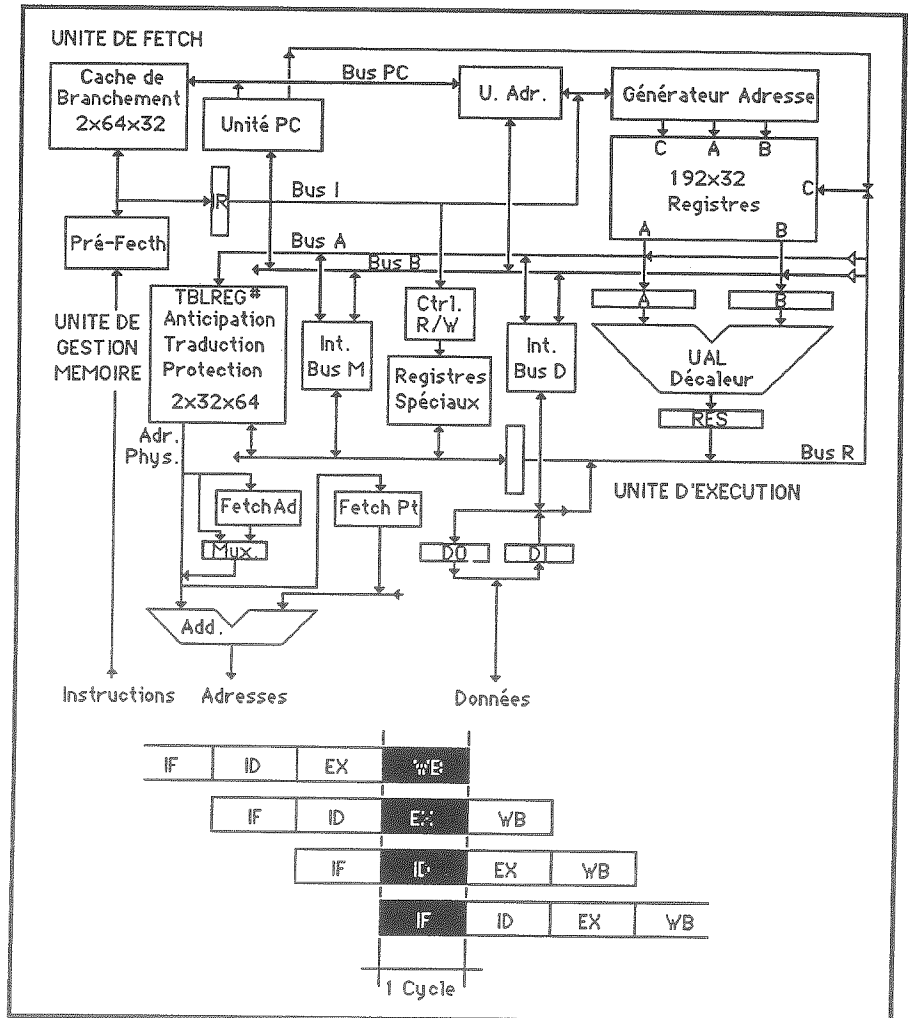 UNITE DE FETCH
Cache de
Branchement
2x64x32
Bus PC
Unité PC
U. Adr.
Générateur Adresse
C A B
192x32
Registres
C
A B
IR
Bus I
Pré-Fecth
Bus A
Bus B
TBLREG#
Anticipation
Traduction
Protection
2x32x64
UNITE DE
GESTION
MEMOIRE
Int.
Bus M
Ctrl.
R/W
Registres
Spéciaux
Int.
Bus D
A
B
UAL
Décaleur
RES
Bus R
Adr.
Phys.
UNITE D'EXECUTION
Fetch Ad
Fetch Pt
Mux.
DO
DI
Add.
Instructions
Adresses
Données
IF ID EX WB
IF ID EX WB
IF ID EX WB
IF ID EX WB
1 Cycle